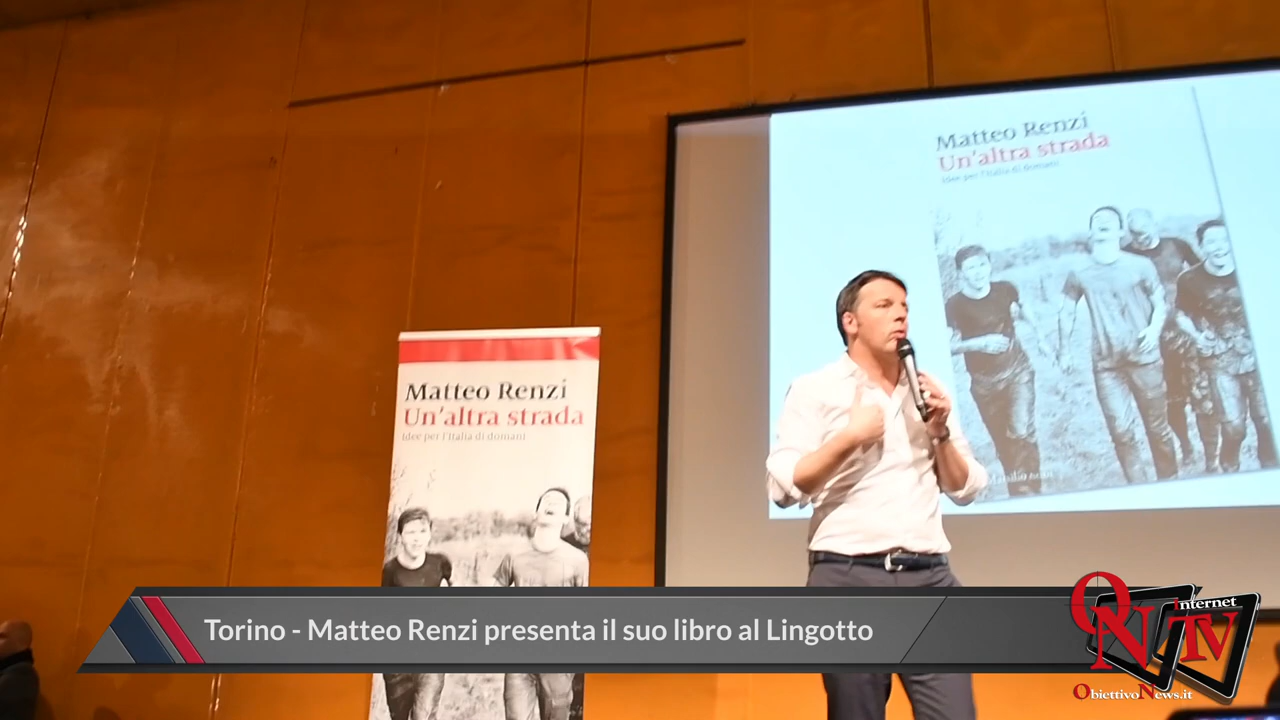 Matteo Renzi
Un'altra strada
Idee per l'Italia di domani
Matteo Renzi
Un'altra strada
Idee per l'Italia di domani
Torino - Matteo Renzi presenta il suo libro al Lingotto
ON
Internet
TV
ObiettivoNews.it